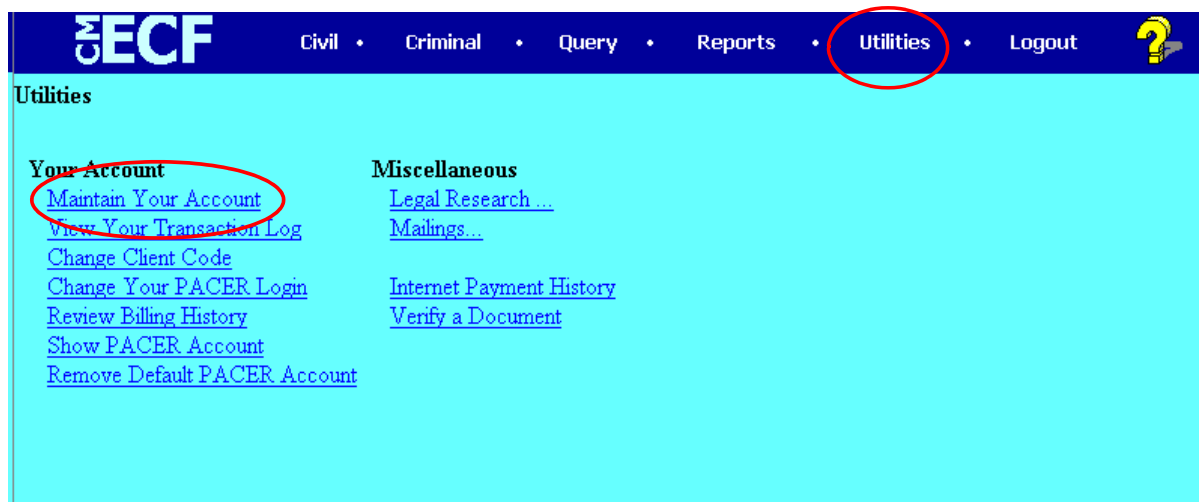 CM ECF Civil • Criminal • Query • Reports • Utilities • Logout ?
Utilities
Your Account
Maintain Your Account
View Your Transaction Log
Change Client Code
Change Your PACER Login
Review Billing History
Show PACER Account
Remove Default PACER Account
Miscellaneous
Legal Research ...
Mailings...
Internet Payment History
Verify a Document